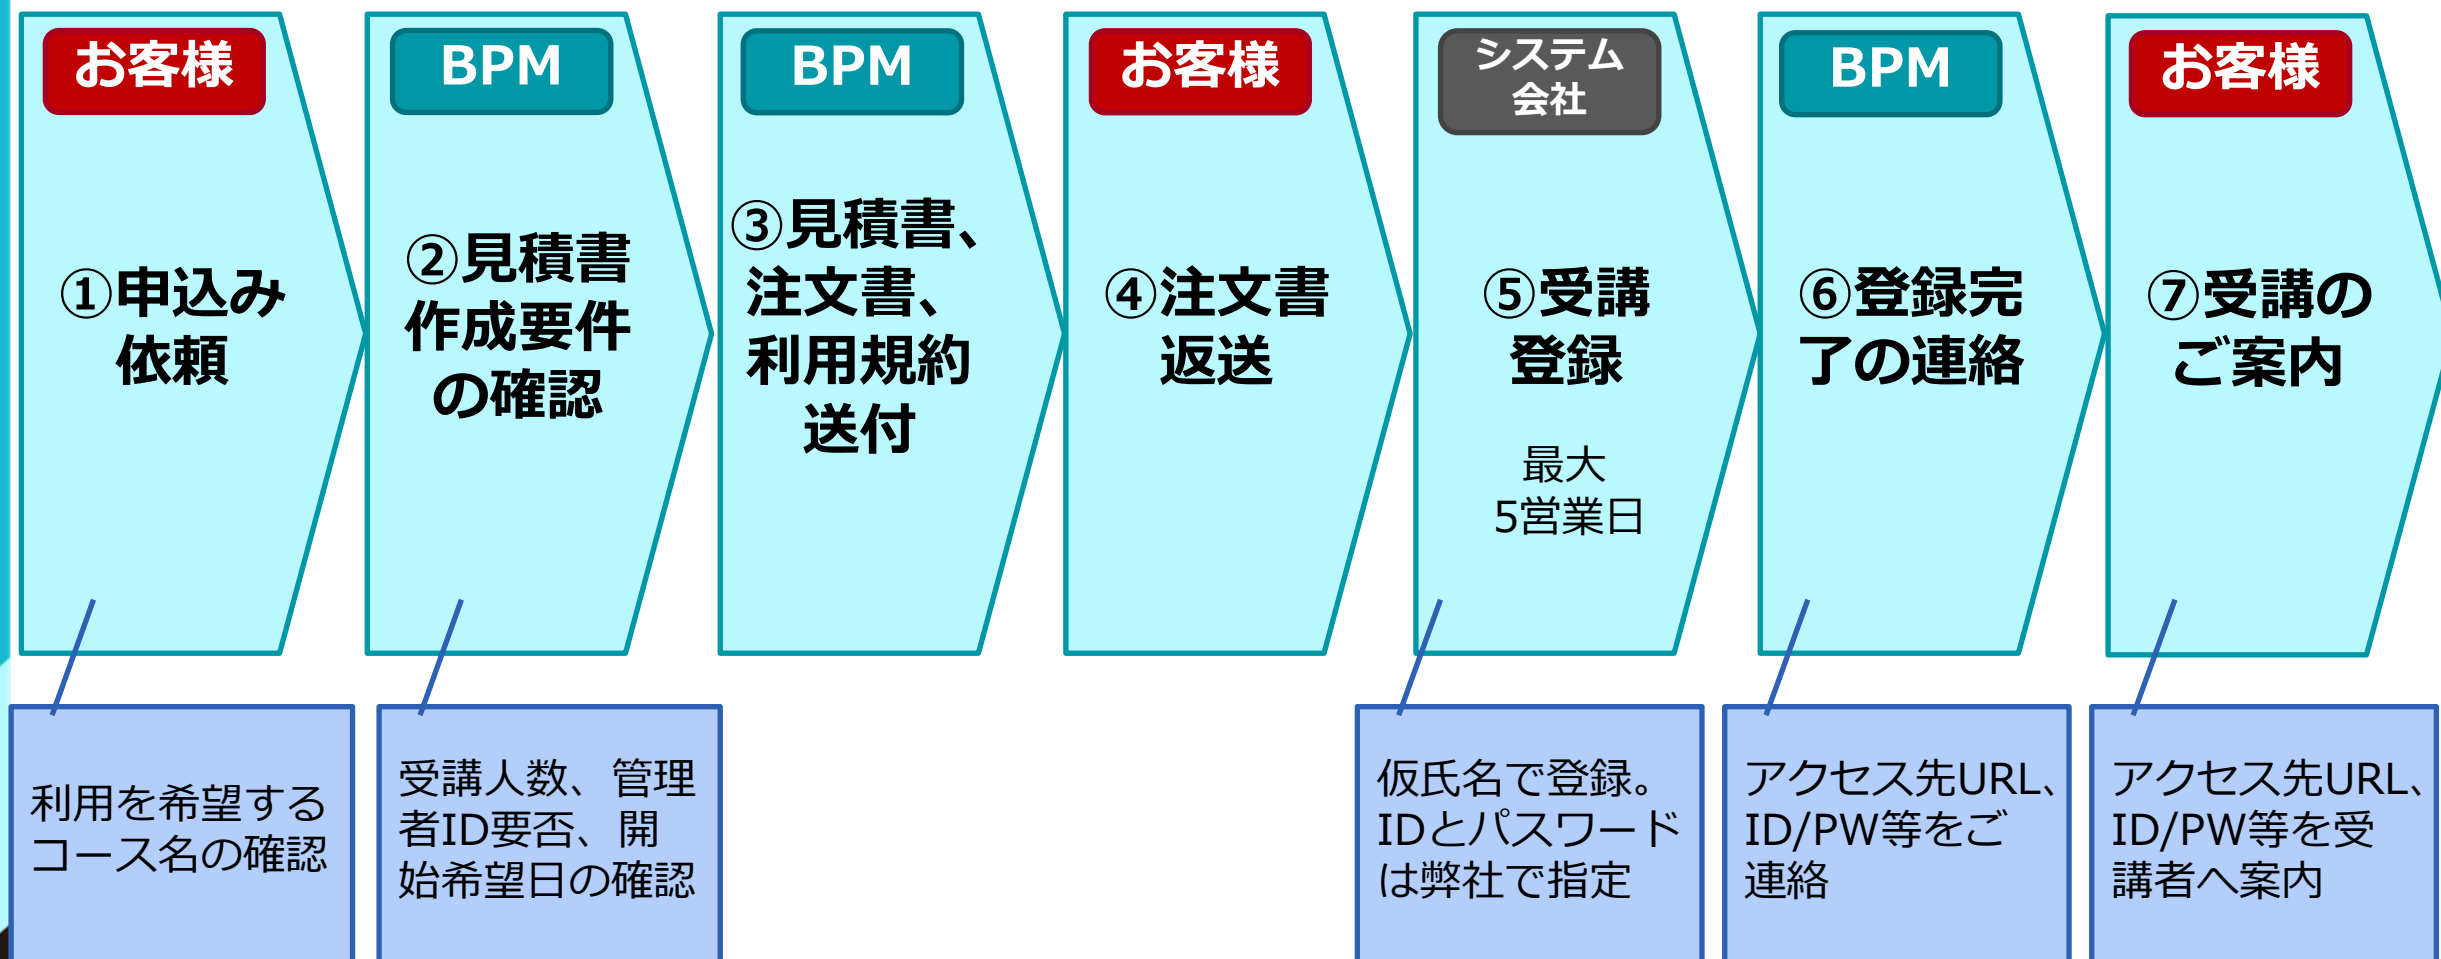 お客様
①申込み
依頼
BPM
②見積書
作成要件
の確認
BPM
③見積書、
注文書、
利用規約
送付
お客様
④注文書
返送
システム
会社
⑤受講
登録
最大
5営業日
BPM
⑥登録完
了の連絡
お客様
⑦受講の
ご案内
利用を希望する
コース名の確認
受講人数、管理
者ID要否、開
始希望日の確認
仮氏名で登録。
IDとパスワード
は弊社で指定
アクセス先URL、
ID/PW等をご
連絡
アクセス先URL、
ID/PW等を受
講者へ案内